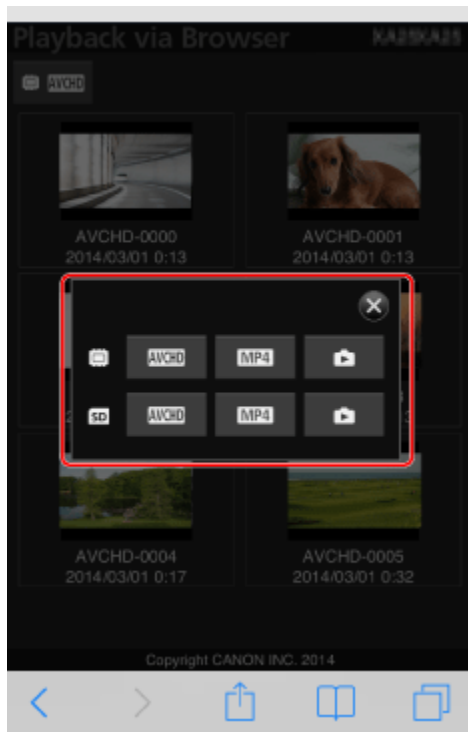 Playback via Browser
AVCHD
AVCHD-0000
2014/03/01 0:13
AVCHD-0001
2014/03/01 0:13
AVCHD MP4
SD AVCHD MP4
AVCHD-0004
2014/03/01 0:17
AVCHD-0005
2014/03/01 0:32
Copyright CANON INC. 2014